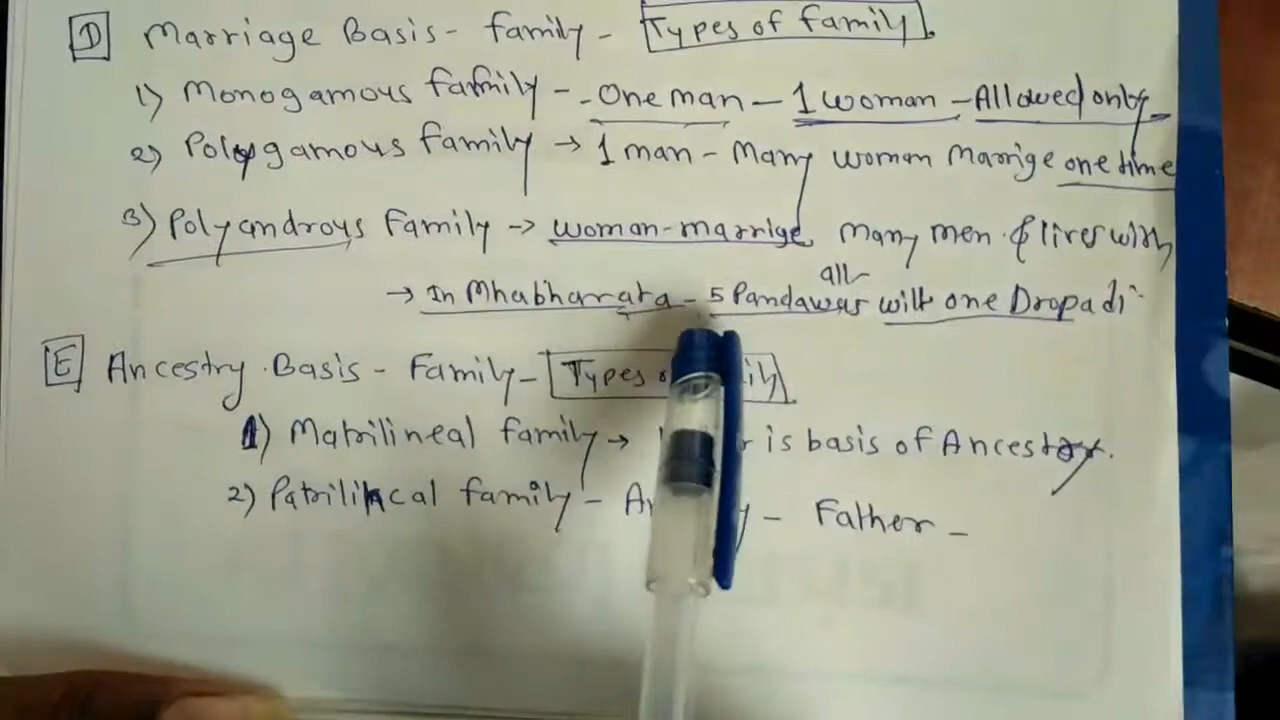 D Marriage Basis - family - Types of family.
1) Monogamous family - - One man - 1 woman - Allowed only -
2) Polygamous family → 1 man - Many woman Marrige one time
3) Polyandrous Family → woman - marrige many men & lives with
all
→ In Mhabharata - 5 Pandawas with one Dropadi
E Ancestry Basis - Family - Types ily
1) Matrilineal family → r is basis of Ancestory.
2) Patrilineal family - A y - Father -